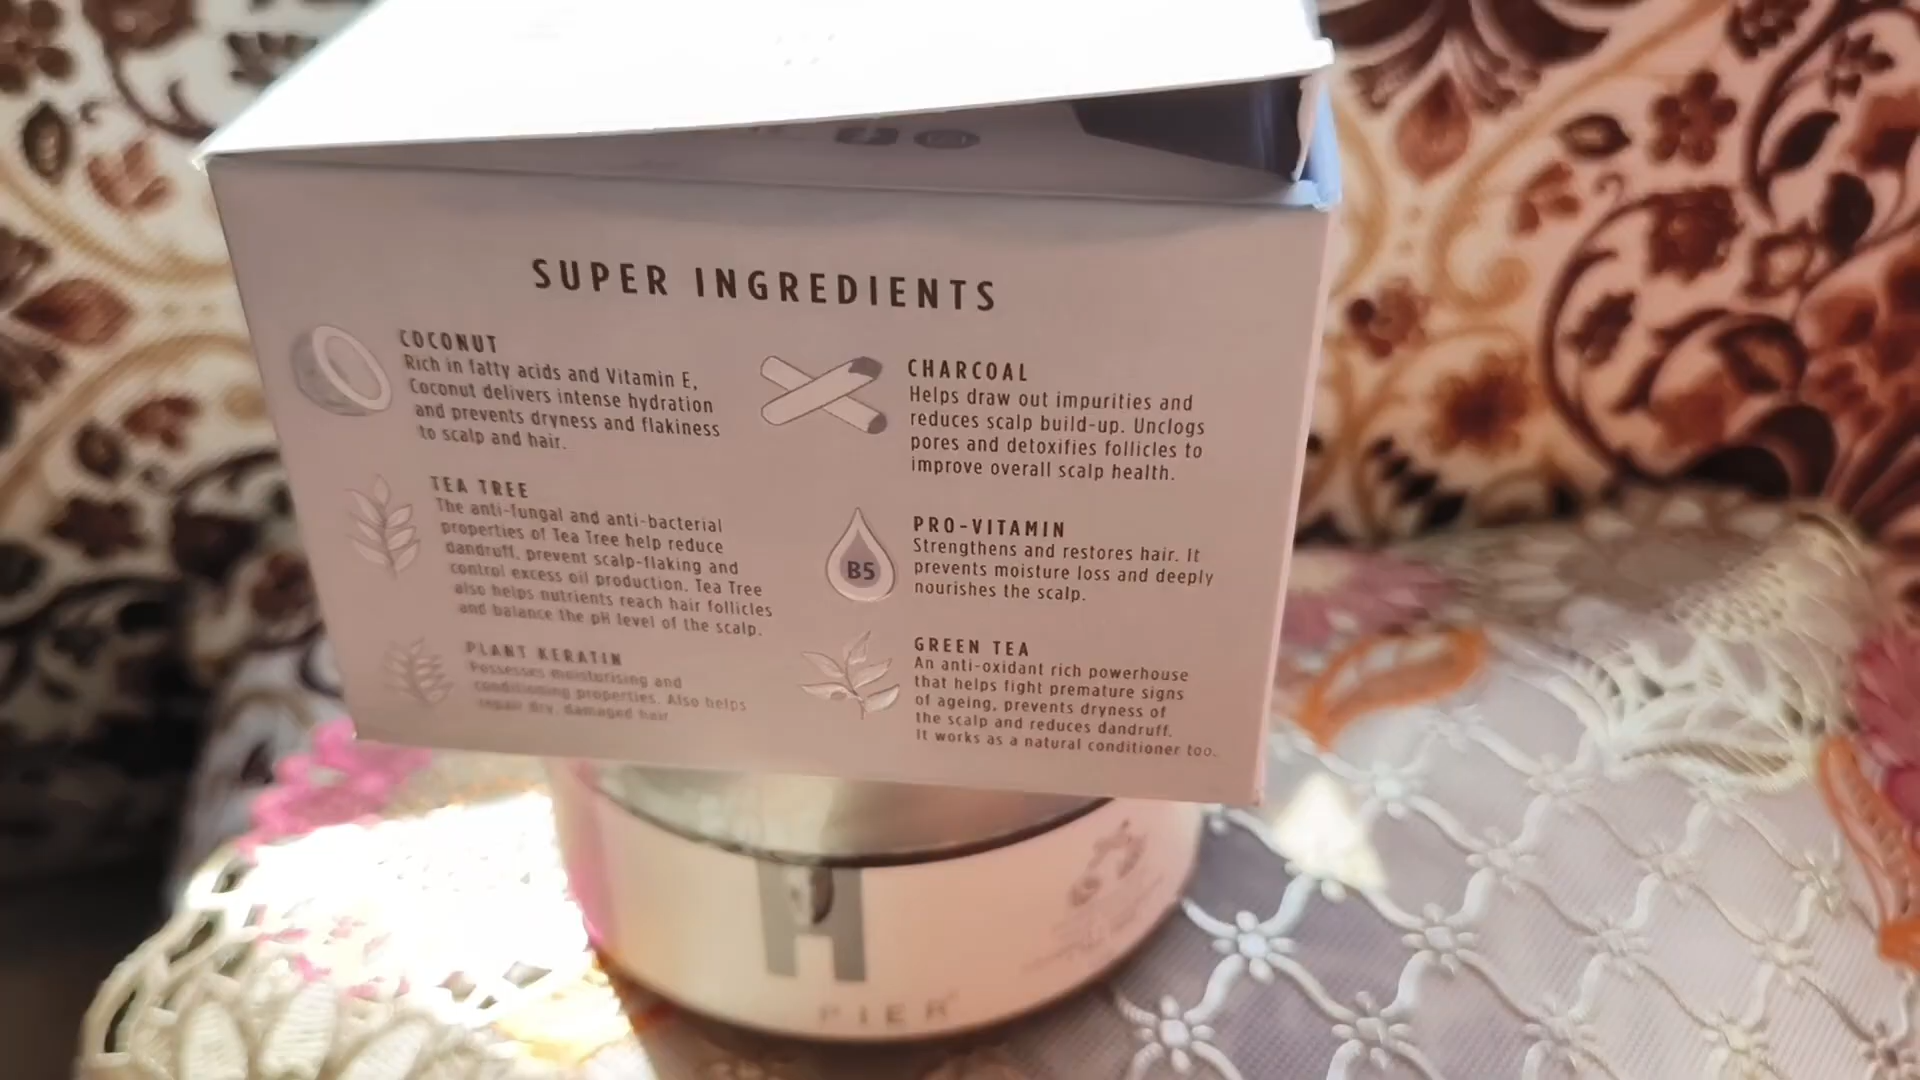 SUPER INGREDIENTS
COCONUT
Rich in fatty acids and Vitamin E,
Coconut delivers intense hydration
and prevents dryness and flakiness
to scalp and hair.
TEA TREE
The anti-fungal and anti-bacterial
properties of Tea Tree help reduce
dandruff, prevent scalp-flaking and
control excess oil production. Tea Tree
also helps nutrients reach hair follicles
and balance the pH level of the scalp.
PLANT KERATIN
Possesses moisturising and
conditioning properties. Also helps
repair dry, damaged hair.
CHARCOAL
Helps draw out impurities and
reduces scalp build-up. Unclogs
pores and detoxifies follicles to
improve overall scalp health.
B5
PRO-VITAMIN
Strengthens and restores hair. It
prevents moisture loss and deeply
nourishes the scalp.
GREEN TEA
An anti-oxidant rich powerhouse
that helps fight premature signs
of ageing, prevents dryness of
the scalp and reduces dandruff.
It works as a natural conditioner too.
PIER